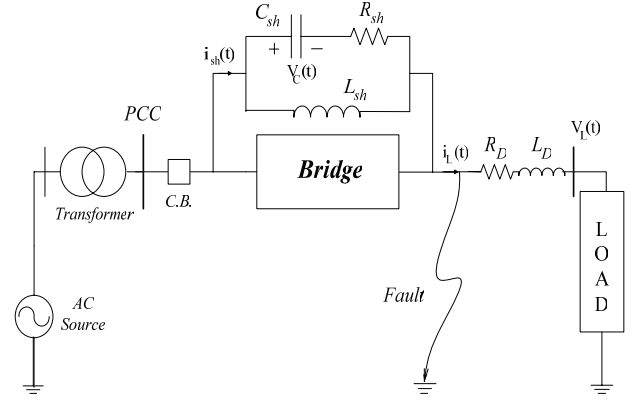 C_sh
R_sh
i_sh(t)
+ −
V_C(t)
L_sh
PCC
Bridge
i_L(t)
R_D
L_D
V_L(t)
Transformer
C.B.
L
O
A
D
Fault
AC
Source